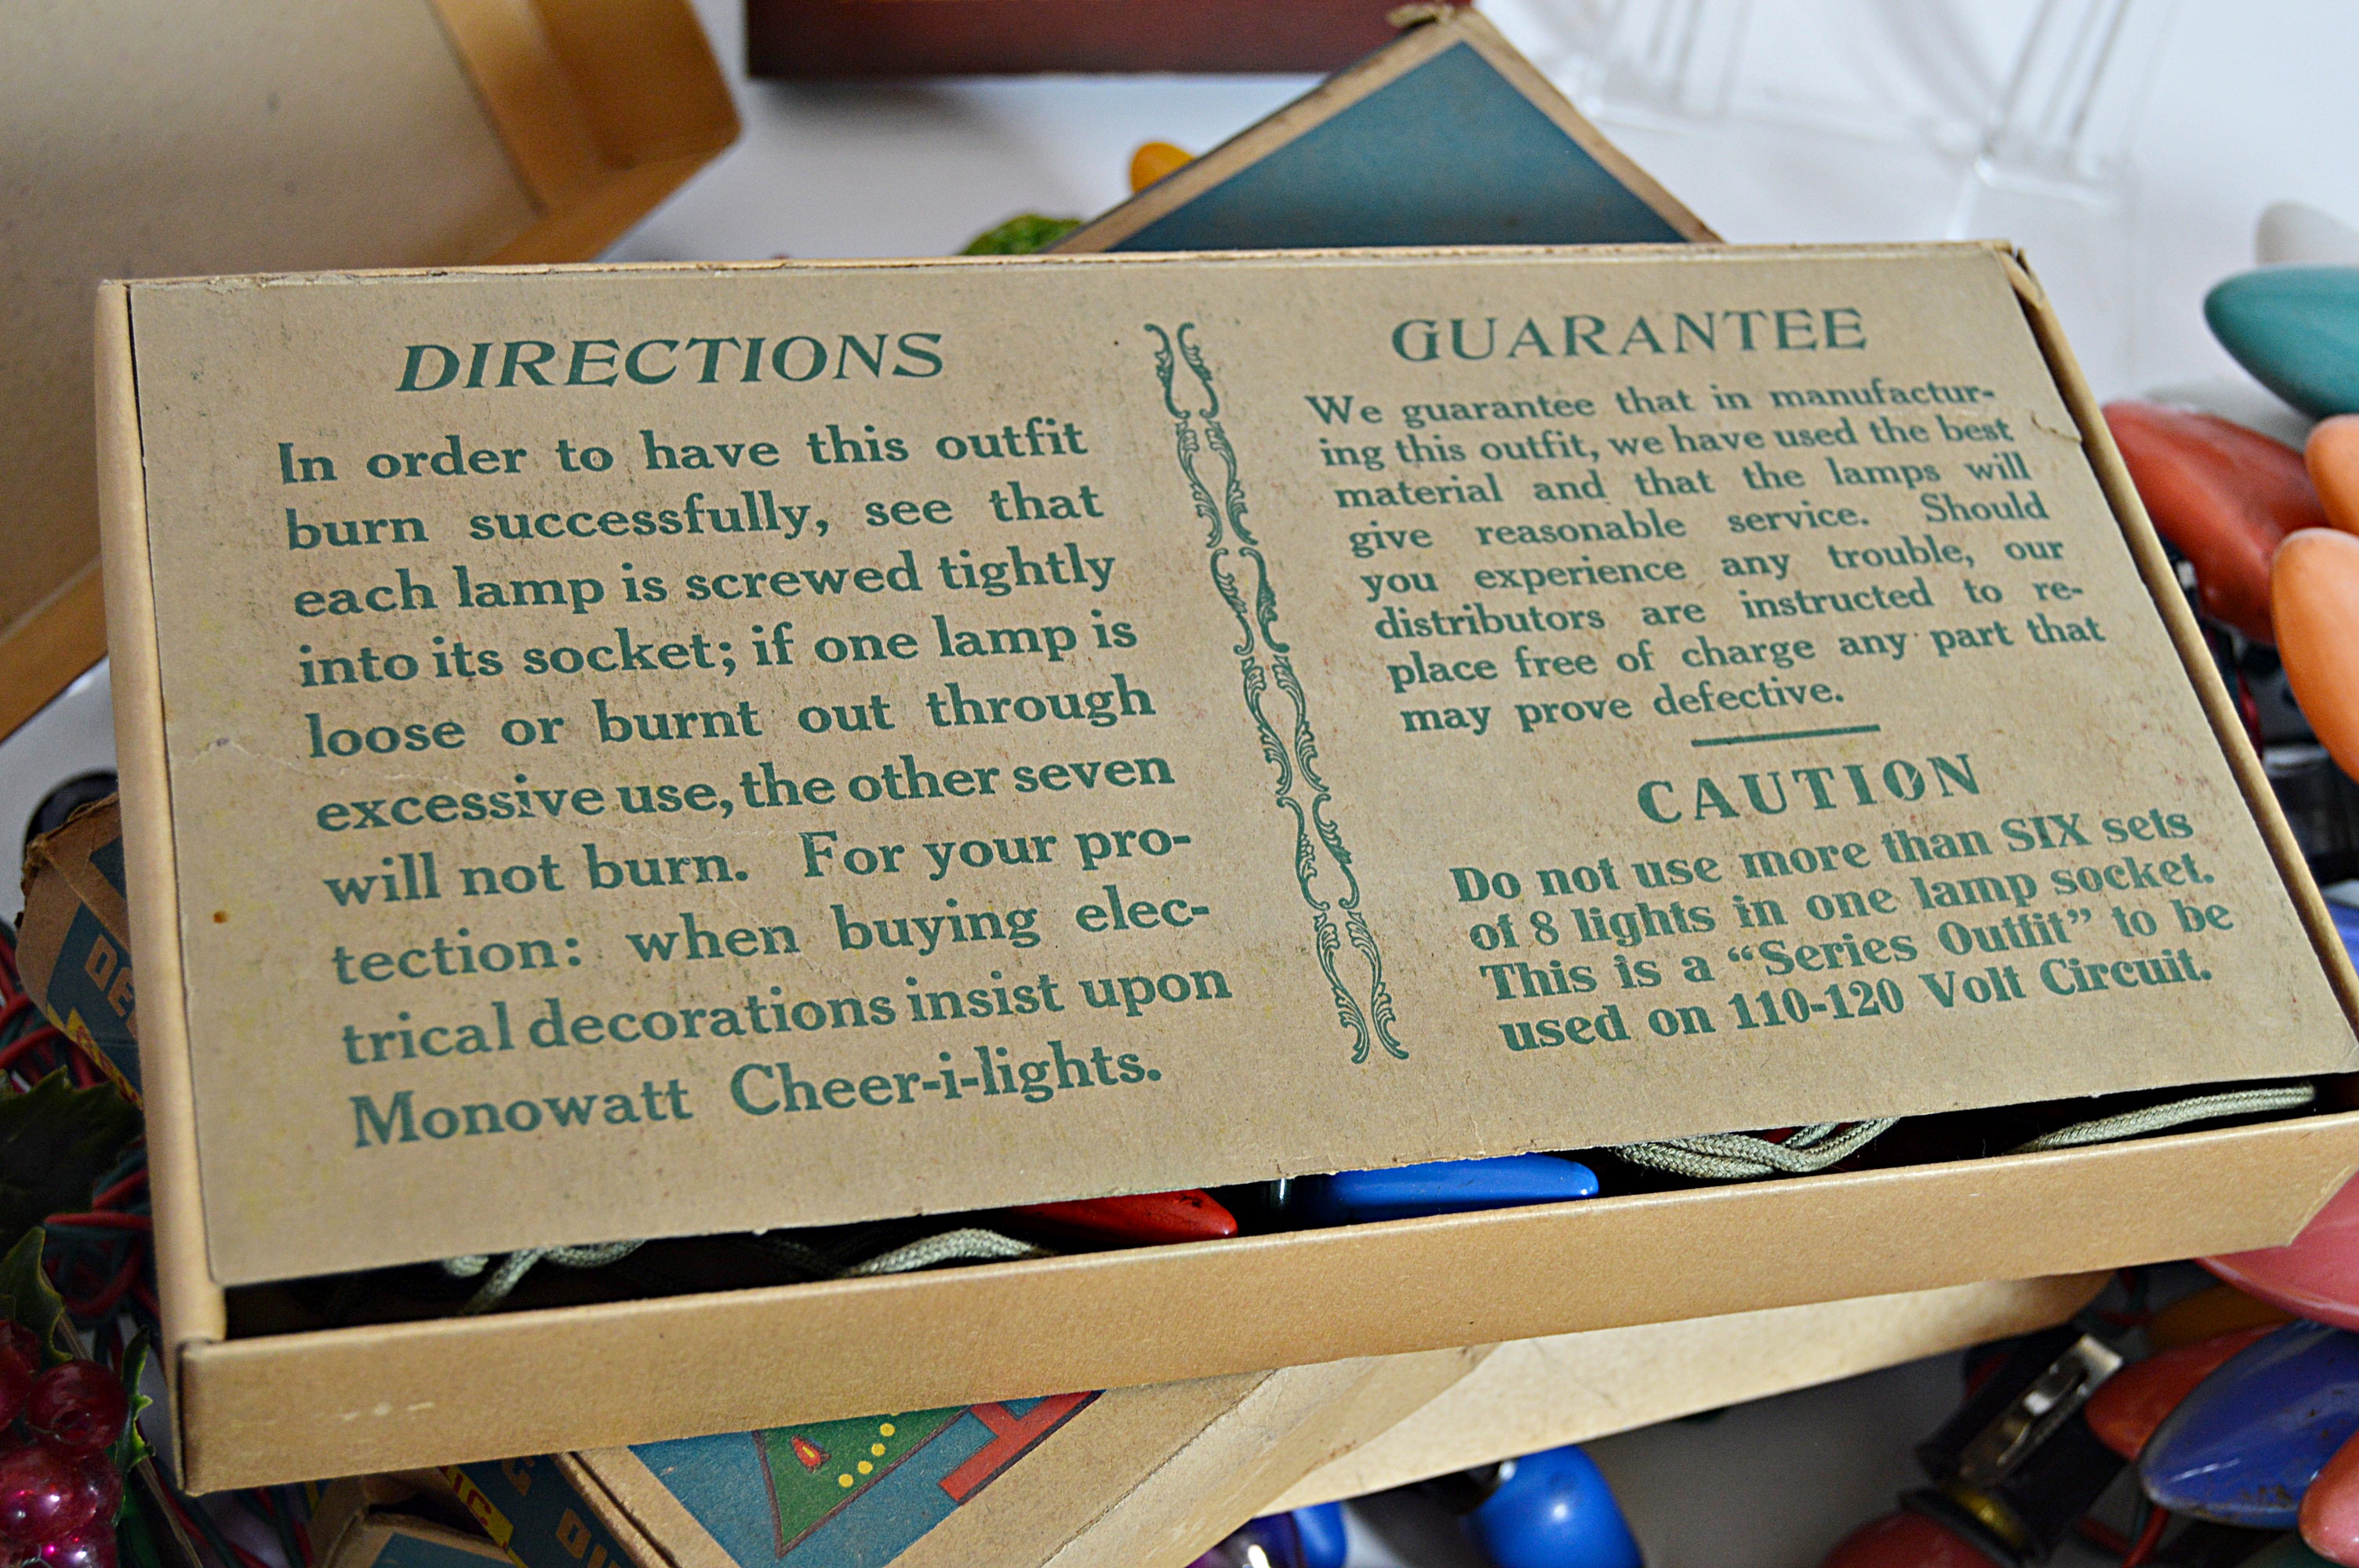 DIRECTIONS
In order to have this outfit
burn successfully, see that
each lamp is screwed tightly
into its socket; if one lamp is
loose or burnt out through
excessive use, the other seven
will not burn. For your pro-
tection: when buying elec-
trical decorations insist upon
Monowatt Cheer-i-lights.
GUARANTEE
We guarantee that in manufactur-
ing this outfit, we have used the best
material and that the lamps will
give reasonable service. Should
you experience any trouble, our
distributors are instructed to re-
place free of charge any part that
may prove defective.
CAUTION
Do not use more than SIX sets
of 8 lights in one lamp socket.
This is a “Series Outfit” to be
used on 110-120 Volt Circuit.